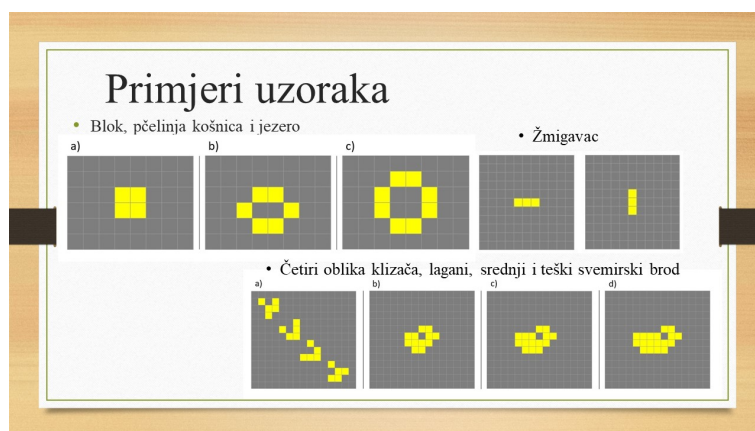 Primjeri uzoraka
• Blok, pčelinja košnica i jezero
a)
b)
c)
• Žmigavac
• Četiri oblika klizača, lagani, srednji i teški svemirski brod
a)
b)
c)
d)